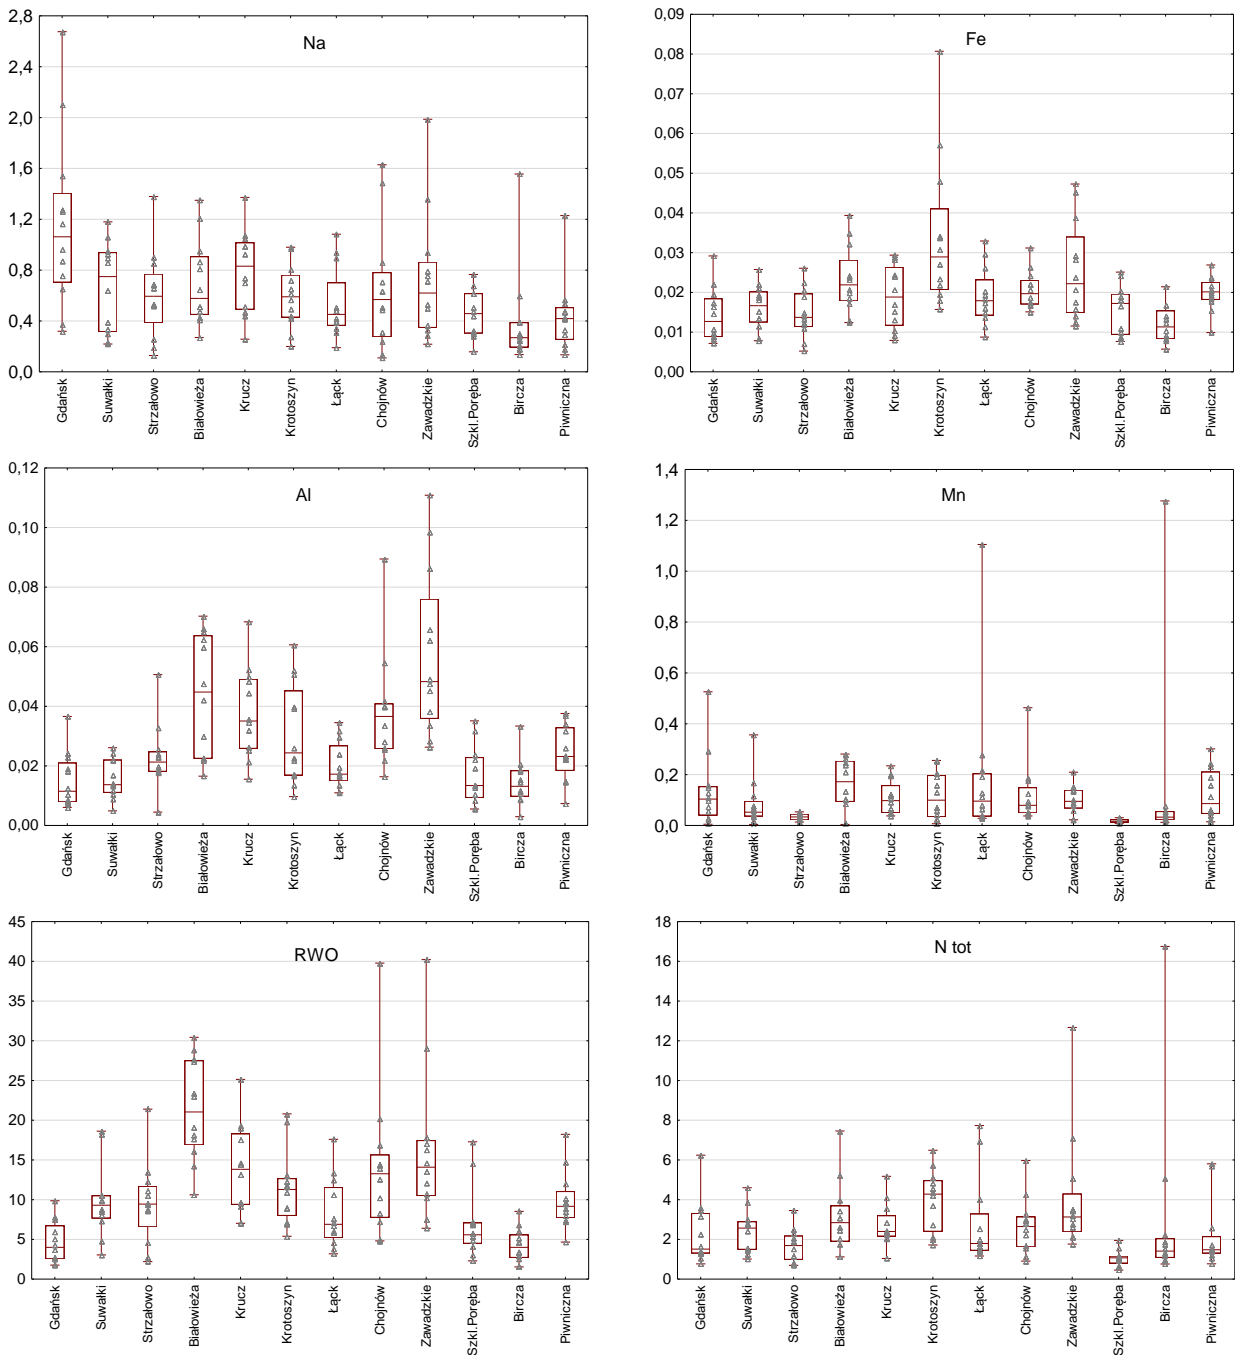 Na
2,8
2,4
2,0
1,6
1,2
0,8
0,4
0,0
Gdańsk
Suwałki
Strzałowo
Białowieża
Krucz
Krotoszyn
Łąck
Chojnów
Zawadzkie
Szkl.Poręba
Bircza
Piwniczna
Fe
0,09
0,08
0,07
0,06
0,05
0,04
0,03
0,02
0,01
0,00
Gdańsk
Suwałki
Strzałowo
Białowieża
Krucz
Krotoszyn
Łąck
Chojnów
Zawadzkie
Szkl.Poręba
Bircza
Piwniczna
Al
0,12
0,10
0,08
0,06
0,04
0,02
0,00
Gdańsk
Suwałki
Strzałowo
Białowieża
Krucz
Krotoszyn
Łąck
Chojnów
Zawadzkie
Szkl.Poręba
Bircza
Piwniczna
Mn
1,4
1,2
1,0
0,8
0,6
0,4
0,2
0,0
Gdańsk
Suwałki
Strzałowo
Białowieża
Krucz
Krotoszyn
Łąck
Chojnów
Zawadzkie
Szkl.Poręba
Bircza
Piwniczna
RWO
45
40
35
30
25
20
15
10
5
0
Gdańsk
Suwałki
Strzałowo
Białowieża
Krucz
Krotoszyn
Łąck
Chojnów
Zawadzkie
Szkl.Poręba
Bircza
Piwniczna
N tot
18
16
14
12
10
8
6
4
2
0
Gdańsk
Suwałki
Strzałowo
Białowieża
Krucz
Krotoszyn
Łąck
Chojnów
Zawadzkie
Szkl.Poręba
Bircza
Piwniczna